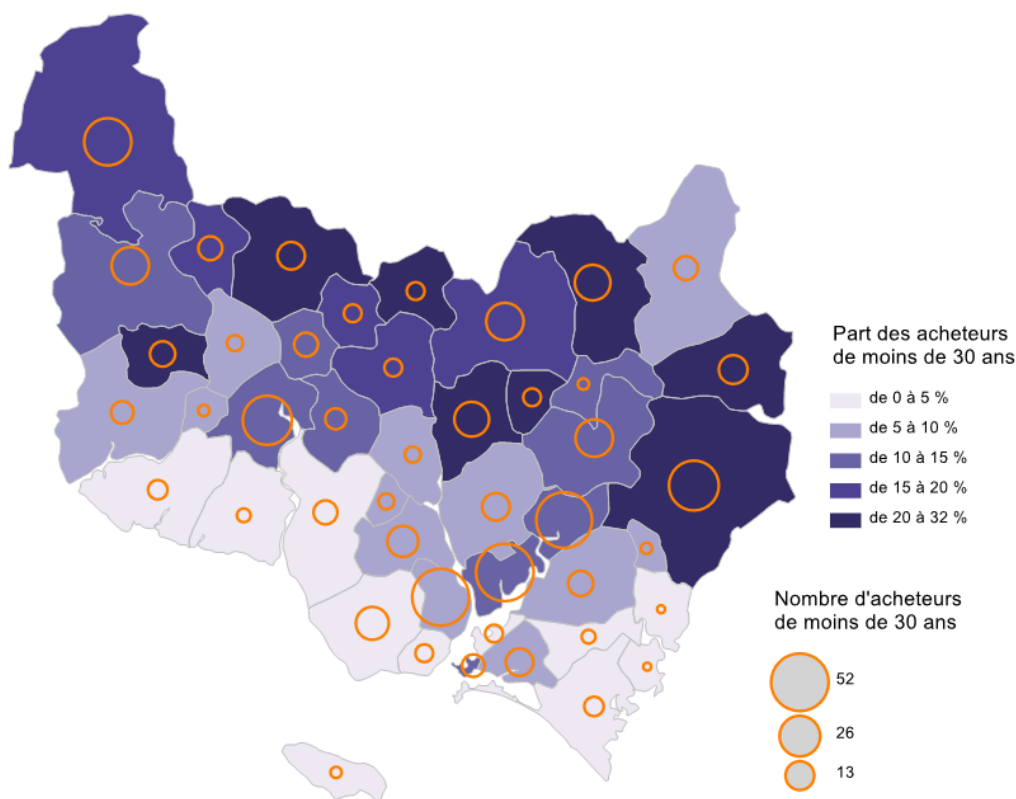 Part des acheteurs
de moins de 30 ans
de 0 à 5 %
de 5 à 10 %
de 10 à 15 %
de 15 à 20 %
de 20 à 32 %
Nombre d'acheteurs
de moins de 30 ans
52
26
13